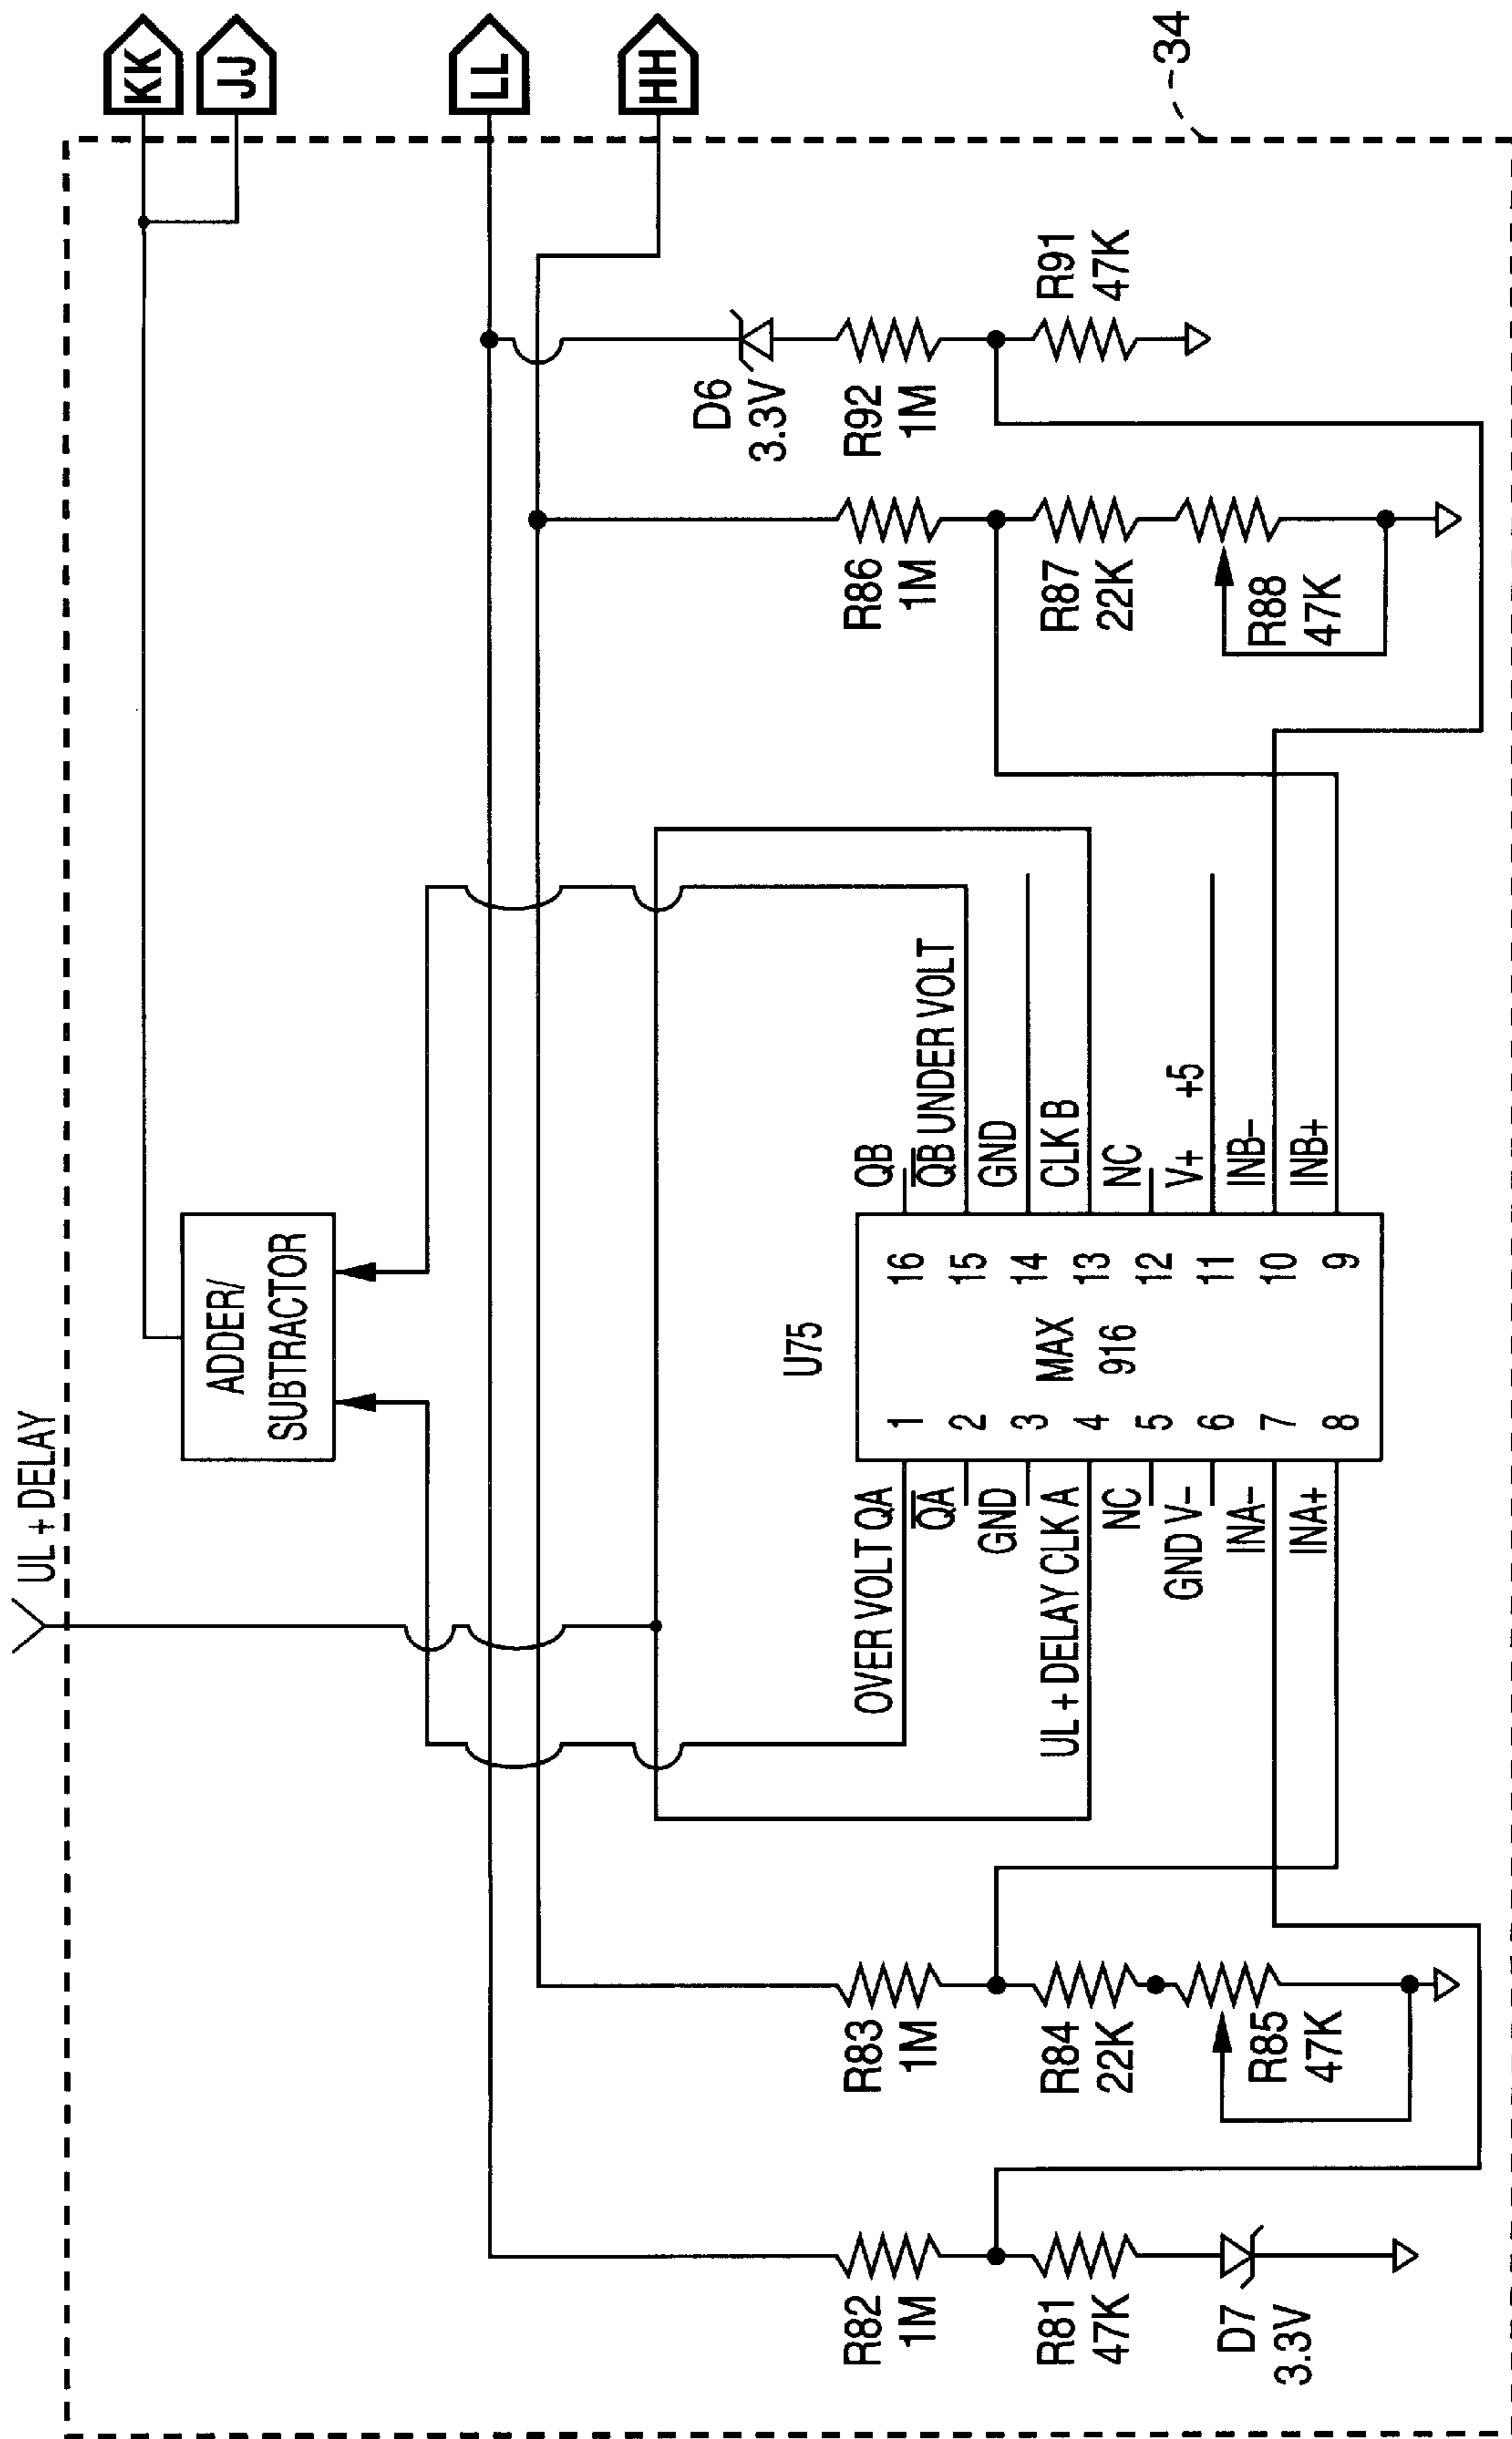 UL + DELAY
KK
JJ
LL
HH
34
ADDER/
SUBTRACTOR
U75
MAX
916
1
2
3
4
5
6
7
8
16
15
14
13
12
11
10
9
OVER VOLT QA
QA
GND
UL + DELAY CLK A
NC
GND V–
INA–
INA+
QB
QB UNDER VOLT
GND
CLK B
NC
V+ +5
INB–
INB+
R82
1M
R81
47K
D7
3.3V
R83
1M
R84
22K
R85
47K
R86
1M
R87
22K
R88
47K
D6
3.3V
R92
1M
R91
47K